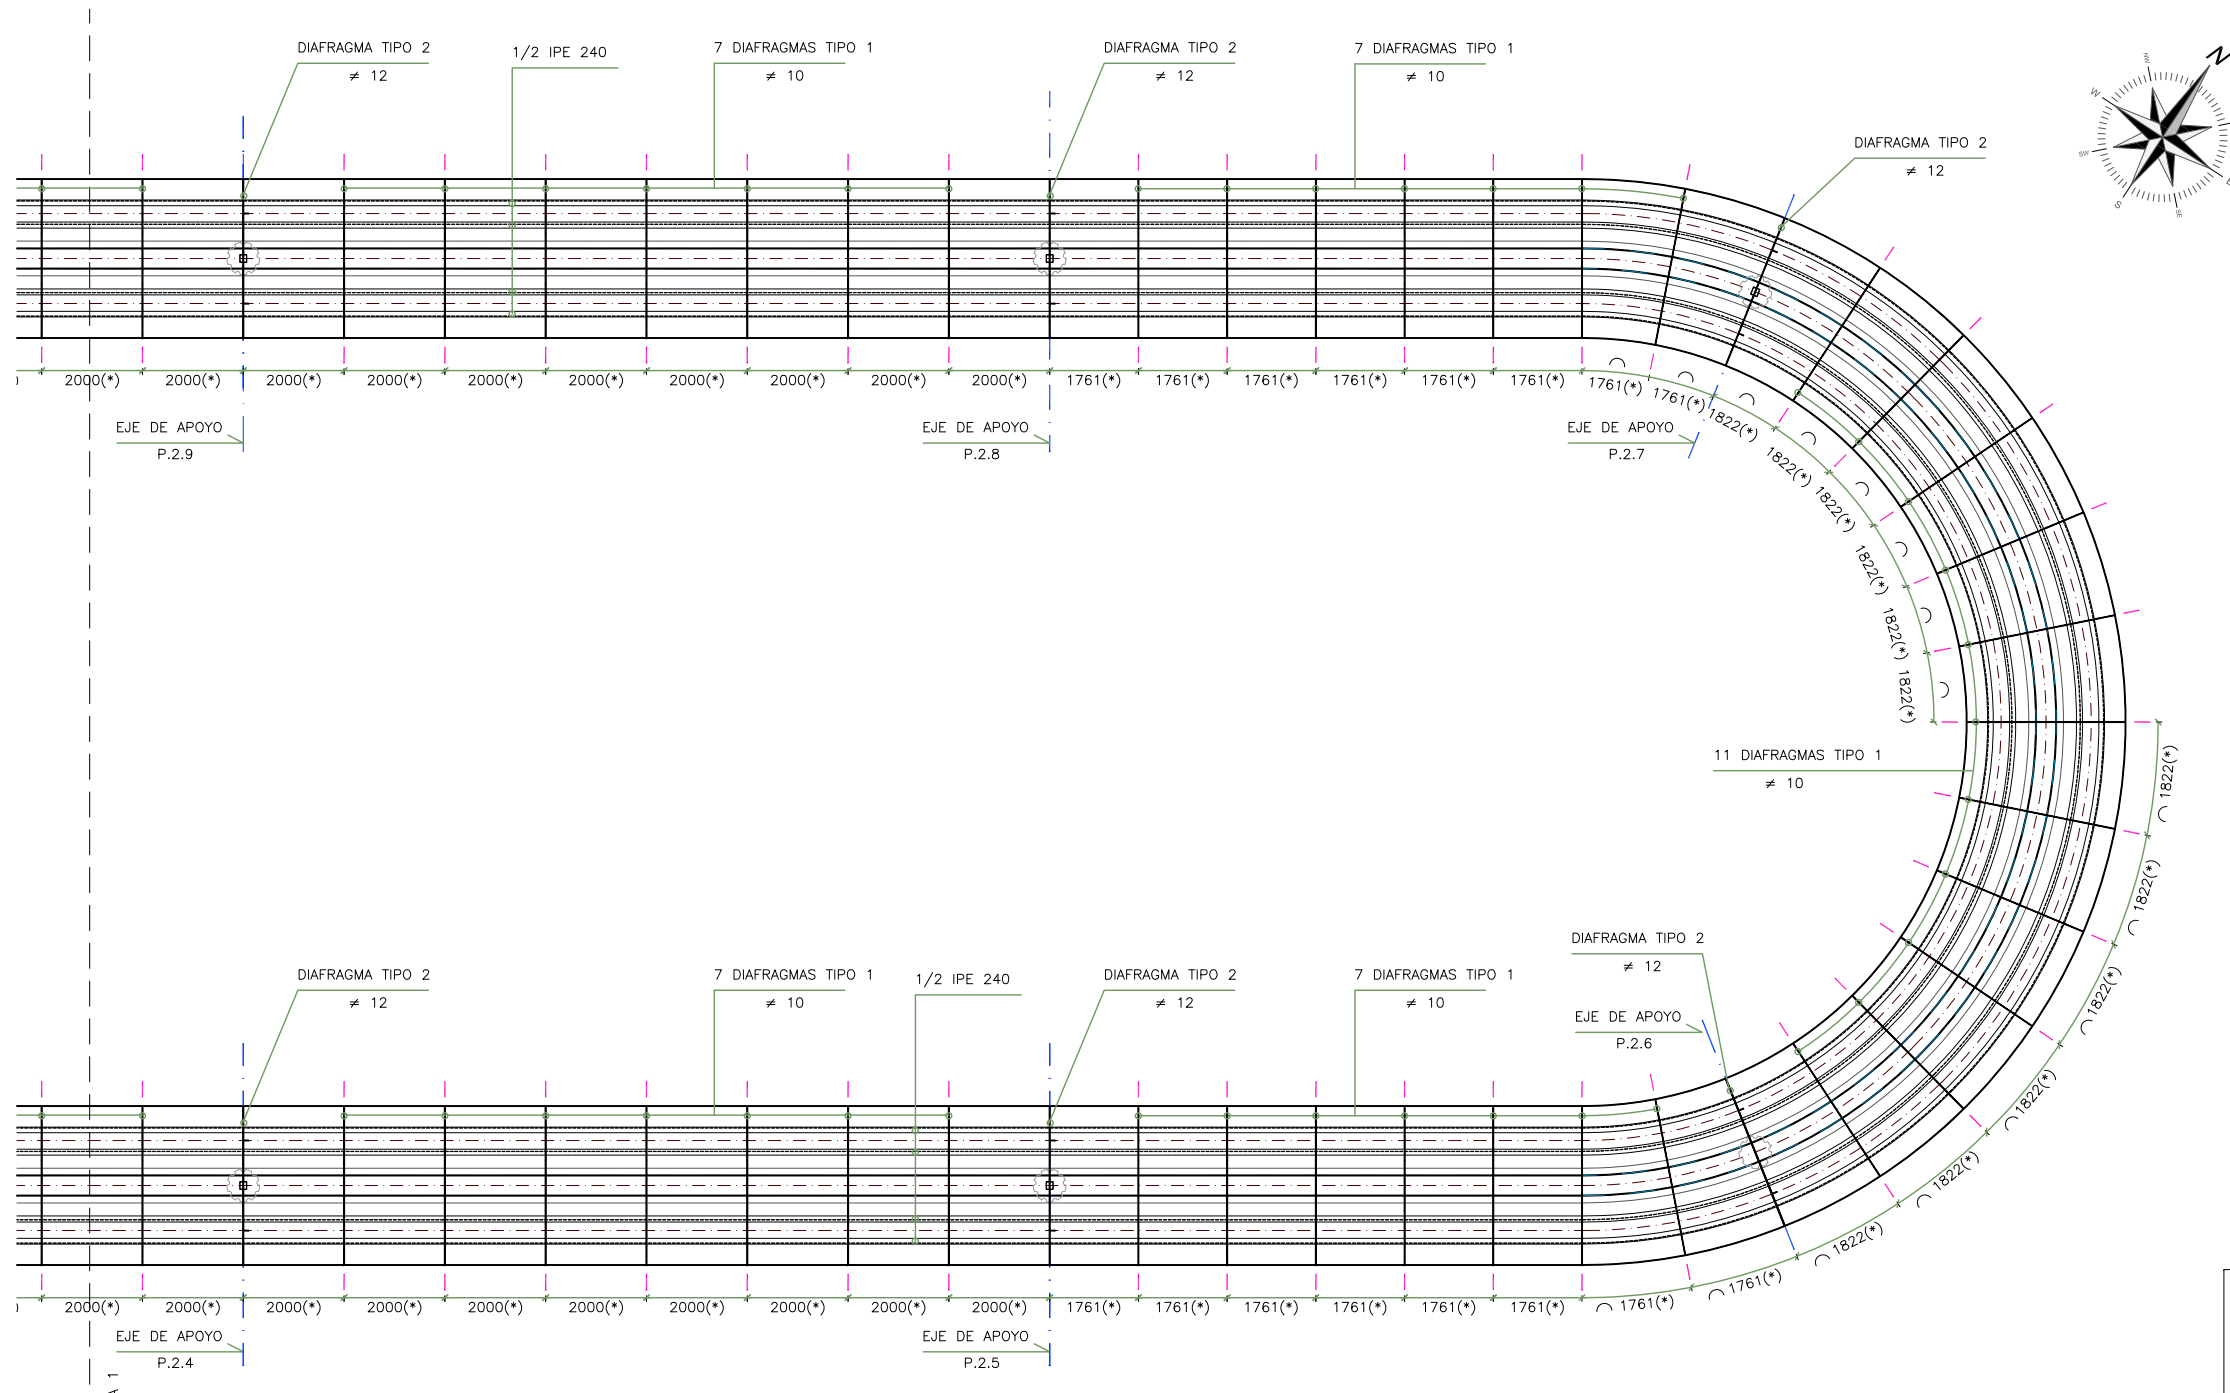 DIAFRAGMA TIPO 2
≠ 12
1/2 IPE 240
7 DIAFRAGMAS TIPO 1
≠ 10
DIAFRAGMA TIPO 2
≠ 12
7 DIAFRAGMAS TIPO 1
≠ 10
DIAFRAGMA TIPO 2
≠ 12
N
NW
W
SW
S
SE
2000(*) 2000(*) 2000(*) 2000(*) 2000(*) 2000(*) 2000(*) 2000(*) 2000(*) 2000(*) 1761(*) 1761(*) 1761(*) 1761(*) 1761(*) 1761(*)
1761(*)
1761(*)
1822(*)
1822(*)
1822(*)
1822(*)
1822(*)
1822(*)
EJE DE APOYO
P.2.9
EJE DE APOYO
P.2.8
EJE DE APOYO
P.2.7
11 DIAFRAGMAS TIPO 1
≠ 10
1822(*)
1822(*)
1822(*)
1822(*)
1822(*)
1822(*)
1761(*)
1761(*)
DIAFRAGMA TIPO 2
≠ 12
EJE DE APOYO
P.2.6
DIAFRAGMA TIPO 2
≠ 12
7 DIAFRAGMAS TIPO 1
≠ 10
1/2 IPE 240
DIAFRAGMA TIPO 2
≠ 12
7 DIAFRAGMAS TIPO 1
≠ 10
2000(*) 2000(*) 2000(*) 2000(*) 2000(*) 2000(*) 2000(*) 2000(*) 2000(*) 2000(*) 1761(*) 1761(*) 1761(*) 1761(*) 1761(*) 1761(*)
EJE DE APOYO
P.2.4
EJE DE APOYO
P.2.5
A 1